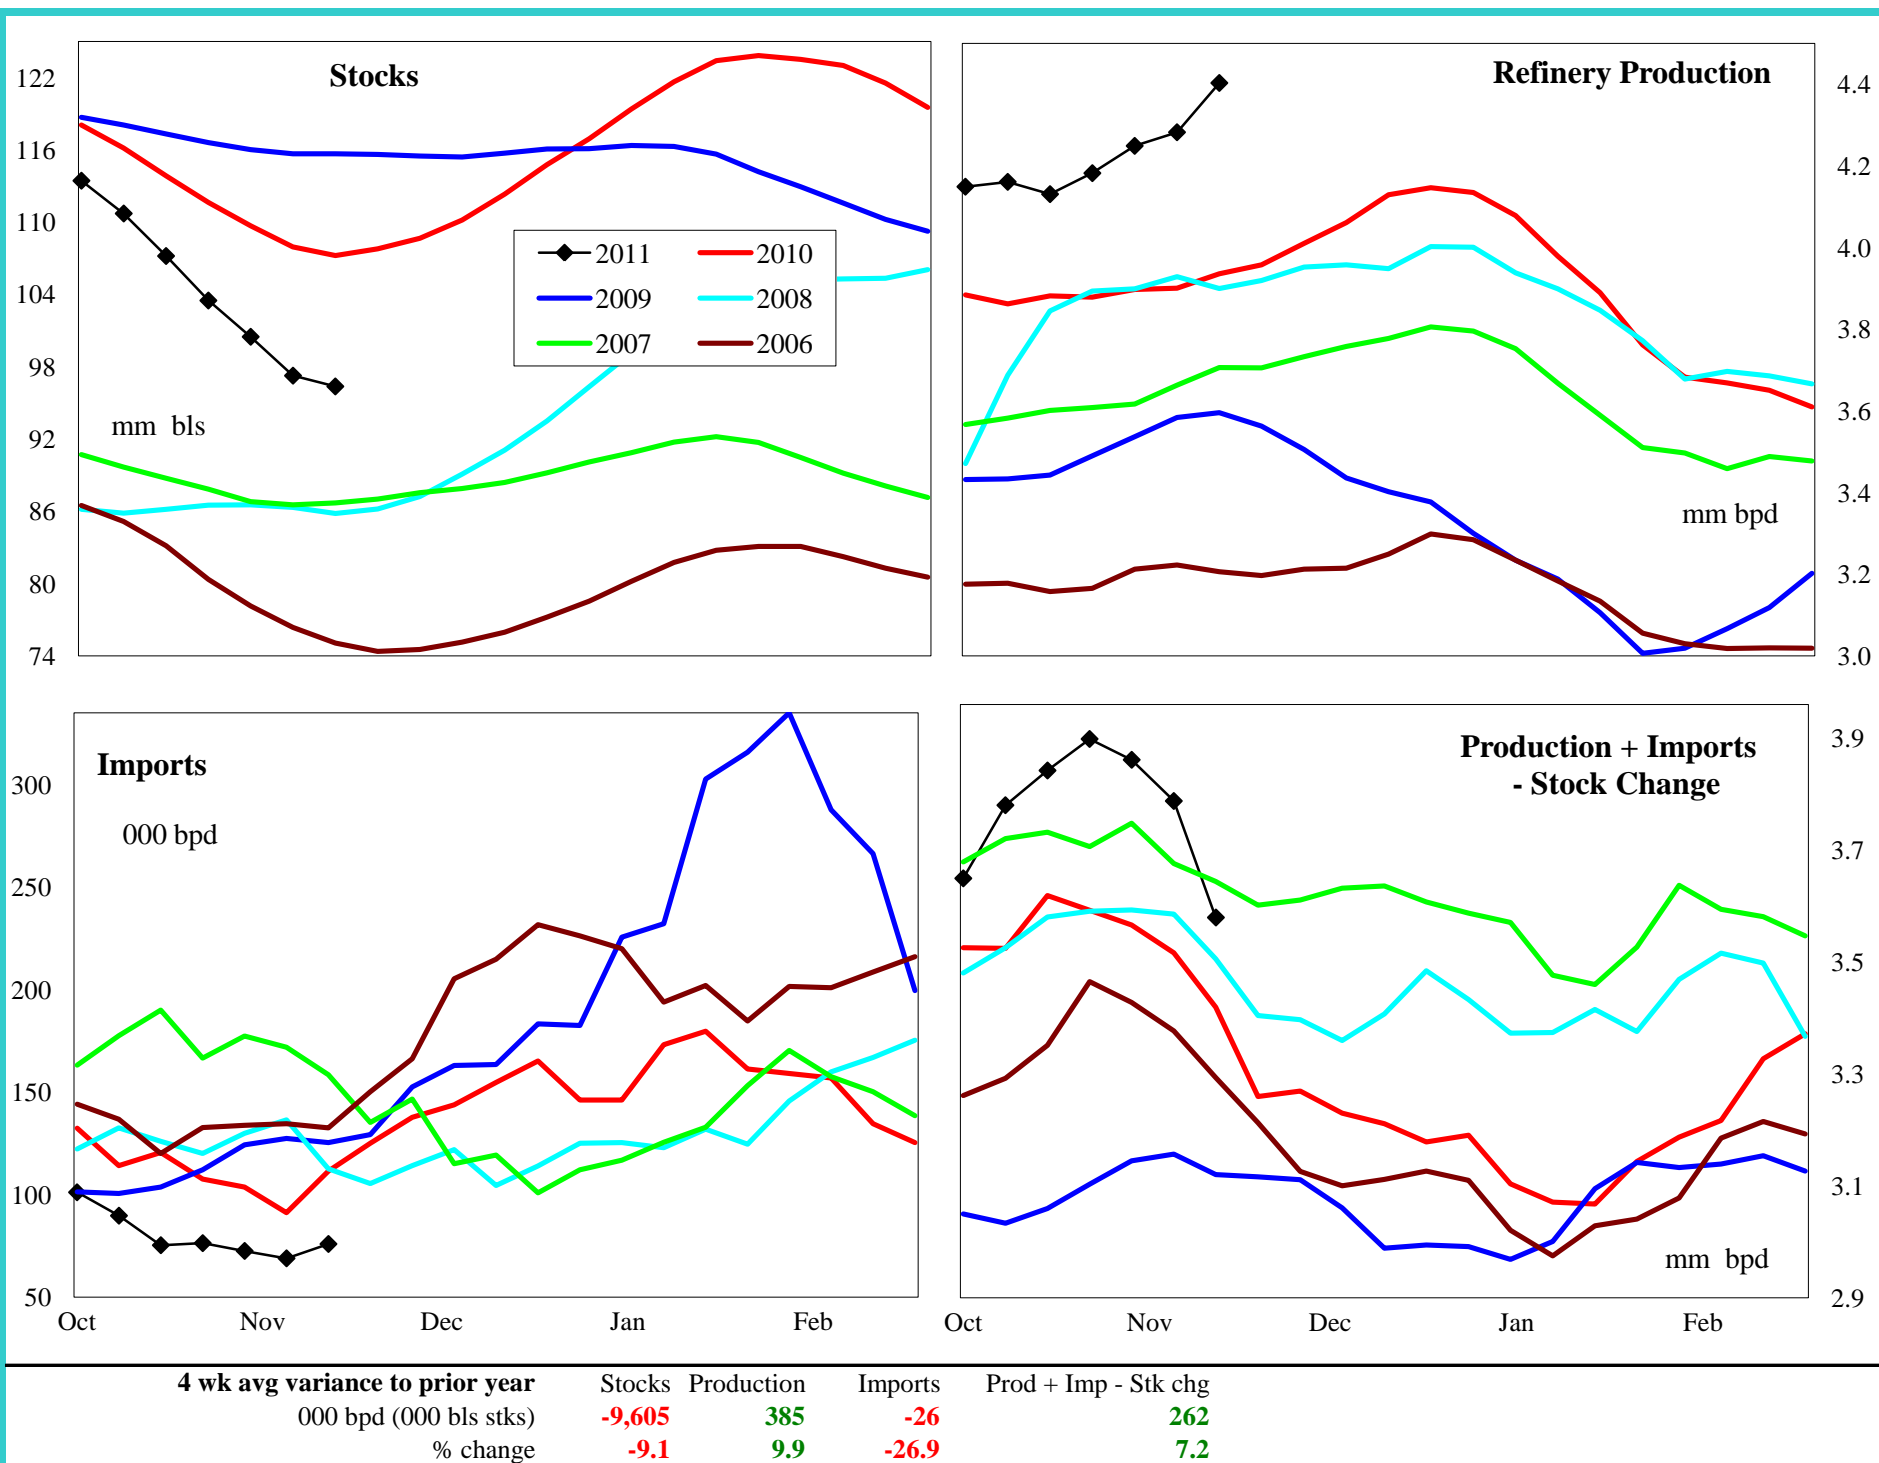 Stocks
122
116
110
104
98
92
86
80
74
mm bls
2011 2010
2009 2008
2007 2006
Refinery Production
4.4
4.2
4.0
3.8
3.6
3.4
3.2
3.0
mm bpd
Imports
000 bpd
300
250
200
150
100
50
Oct Nov Dec Jan Feb
Production + Imports
- Stock Change
3.9
3.7
3.5
3.3
3.1
2.9
mm bpd
Oct Nov Dec Jan Feb
4 wk avg variance to prior year Stocks Production Imports Prod + Imp - Stk chg
000 bpd (000 bls stks) -9,605 385 -26 262
% change -9.1 9.9 -26.9 7.2